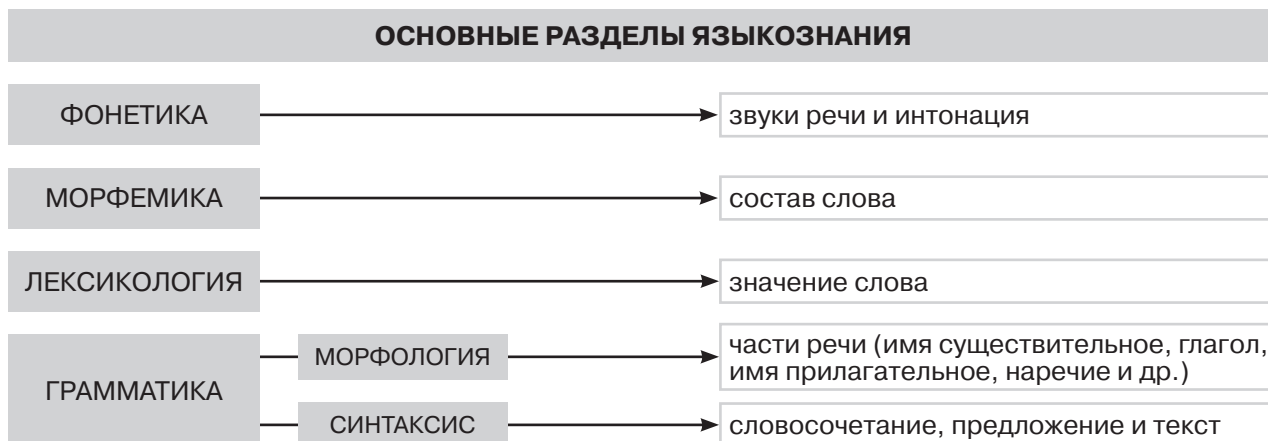 ОСНОВНЫЕ РАЗДЕЛЫ ЯЗЫКОЗНАНИЯ
ФОНЕТИКА
звуки речи и интонация
МОРФЕМИКА
состав слова
ЛЕКСИКОЛОГИЯ
значение слова
ГРАММАТИКА
МОРФОЛОГИЯ
части речи (имя существительное, глагол,
имя прилагательное, наречие и др.)
СИНТАКСИС
словосочетание, предложение и текст